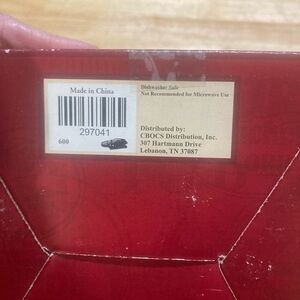 Made in China
297041
600
Dishwasher Safe
Not Recommended for Microwave Use
Distributed by:
CBOCS Distribution, Inc.
307 Hartmann Drive
Lebanon, TN 37087